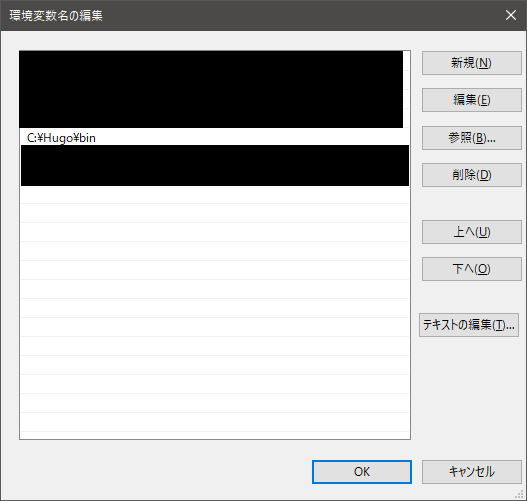 環境変数名の編集
新規(N)
編集(E)
C:¥Hugo¥bin
参照(B)...
削除(D)
上へ(U)
下へ(O)
テキストの編集(T)...
OK
キャンセル